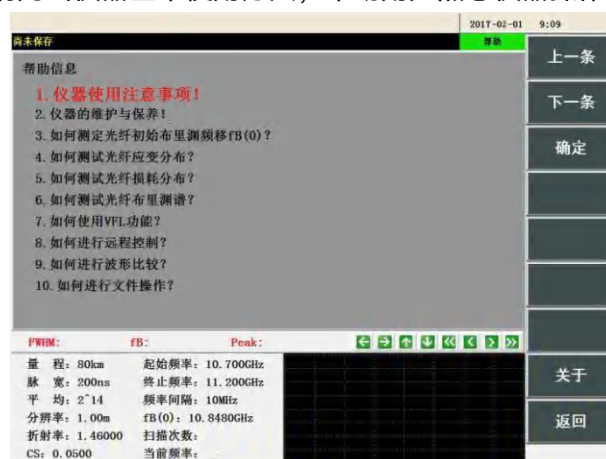 2017-02-01 9:09
尚未保存 帮助
帮助信息
1. 仪器使用注意事项!
2. 仪器的维护与保养!
3. 如何测定光纤初始布里渊频移fB(0)?
4. 如何测试光纤应变分布?
5. 如何测试光纤损耗分布?
6. 如何测试光纤布里渊谱?
7. 如何使用VFL功能?
8. 如何进行远程控制?
9. 如何进行波形比较?
10. 如何进行文件操作?
上一条
下一条
确定
关于
返回
FWHM: fB: Peak:
量 程: 80km 起始频率: 10.700GHz
脉 宽: 200ns 终止频率: 11.200GHz
平 均: 2^14 频率间隔: 10MHz
分辨率: 1.00m fB(0): 10.8480GHz
折射率: 1.46000 扫描次数:
CS: 0.0500 当前频率: